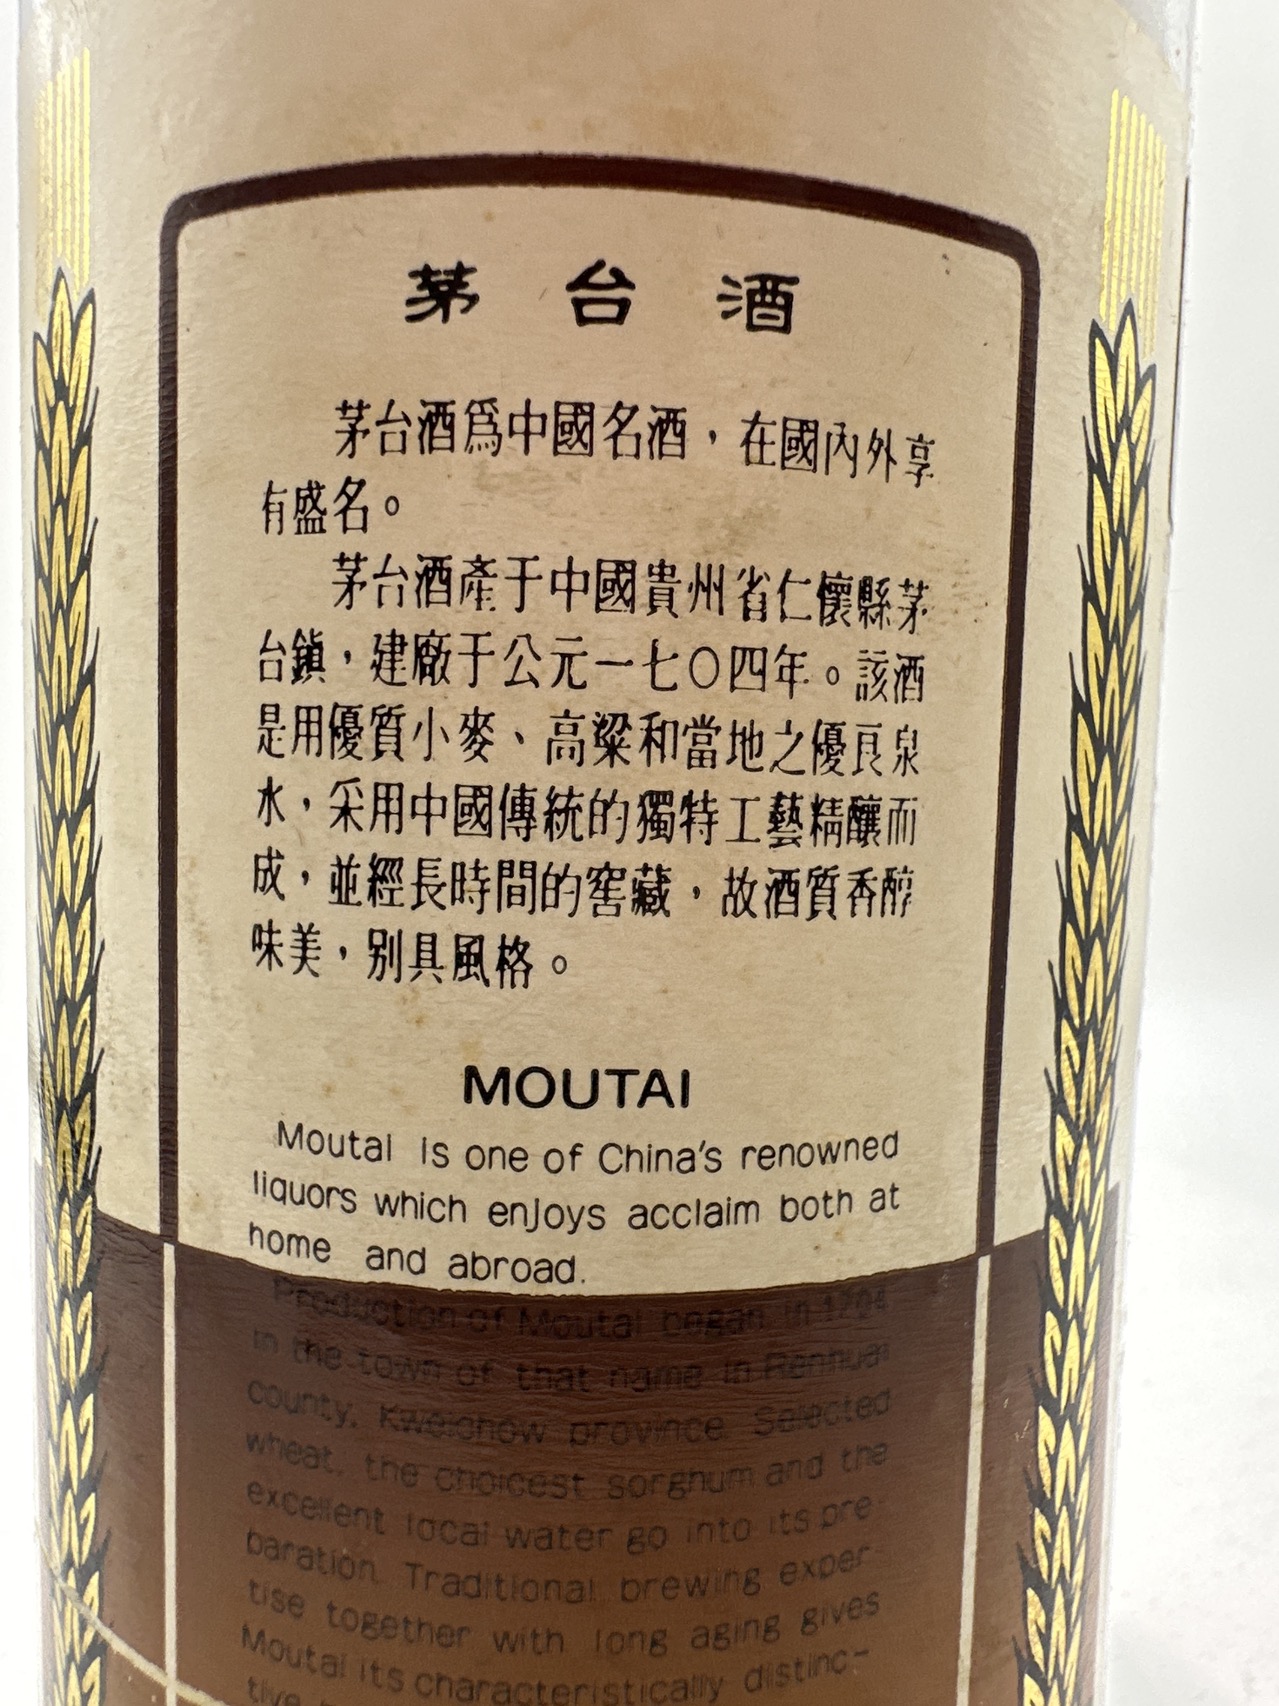 茅台酒
茅台酒爲中國名酒，在國內外享
有盛名。
茅台酒產于中國貴州省仁懷縣茅
台鎮，建廠于公元一七〇四年。該酒
是用優質小麥、高粱和當地之優良泉
水，采用中國傳統的獨特工藝精釀而
成，並經長時間的窖藏，故酒質香醇
味美，别具風格。
MOUTAI
Moutai is one of China's renowned
liquors which enjoys acclaim both at
home and abroad.
Production of Moutai began in 1704
in the town of that name in Renhuai
county, Kweichow province. Selected
wheat, the choicest sorghum and the
excellent local water go into its pre-
paration. Traditional brewing exper-
tise together with long aging gives
Moutai its characteristically distinc-
tive